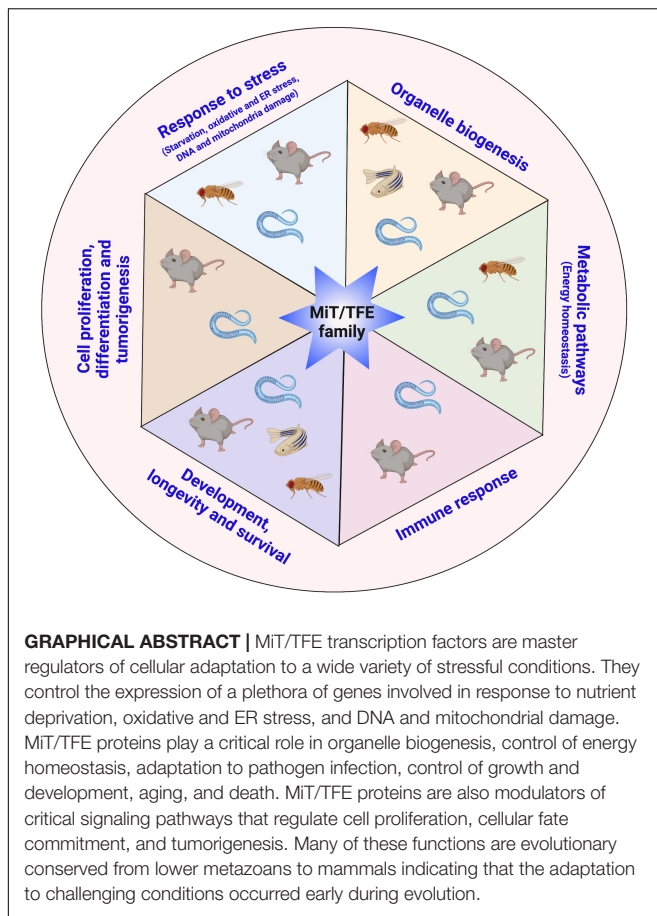 Response to stress
(Starvation, oxidative and ER stress,
DNA and mitochondria damage)
Organelle biogenesis
Cell proliferation,
differentiation and
tumorigenesis
MiT/TFE
family
Metabolic pathways
(Energy homeostasis)
Development,
longevity and survival
Immune response
GRAPHICAL ABSTRACT | MiT/TFE transcription factors are master
regulators of cellular adaptation to a wide variety of stressful conditions. They
control the expression of a plethora of genes involved in response to nutrient
deprivation, oxidative and ER stress, and DNA and mitochondrial damage.
MiT/TFE proteins play a critical role in organelle biogenesis, control of energy
homeostasis, adaptation to pathogen infection, control of growth and
development, aging, and death. MiT/TFE proteins are also modulators of
critical signaling pathways that regulate cell proliferation, cellular fate
commitment, and tumorigenesis. Many of these functions are evolutionary
conserved from lower metazoans to mammals indicating that the adaptation
to challenging conditions occurred early during evolution.